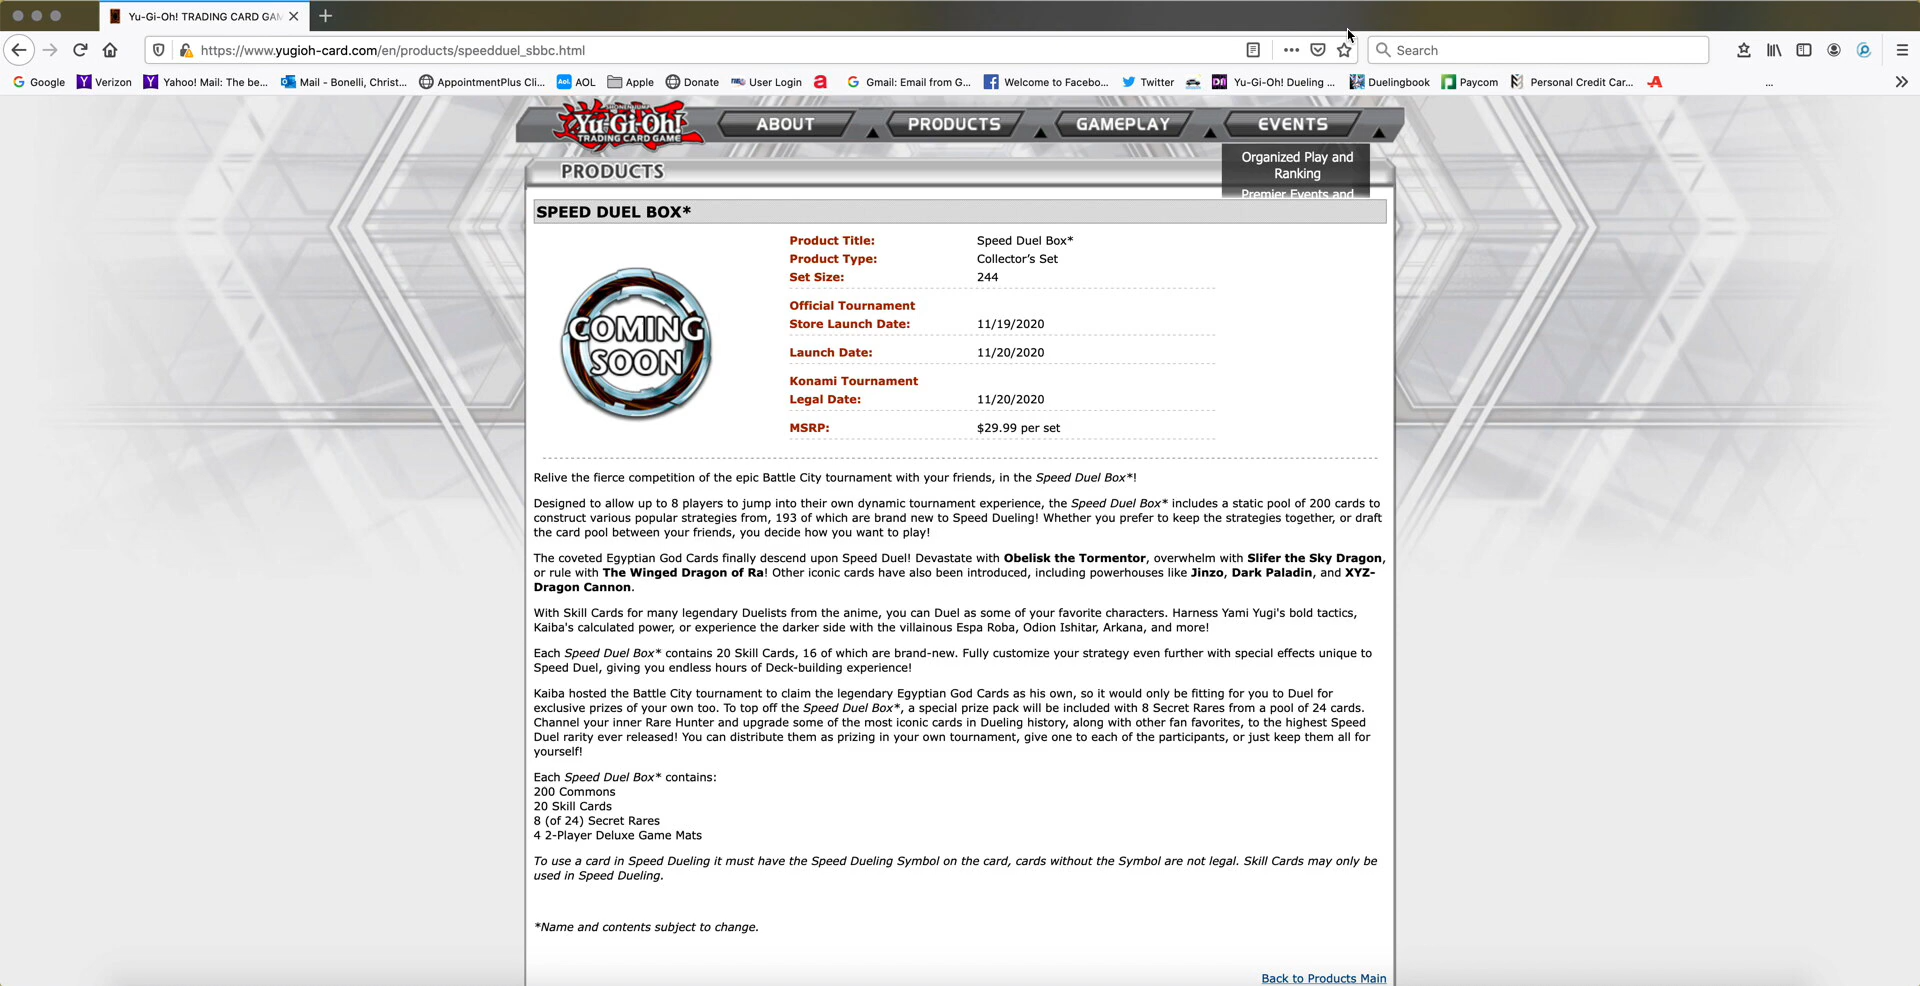 Yu-Gi-Oh! TRADING CARD GAM
https://www.yugioh-card.com/en/products/speedduel_sbbc.html
Search
Google
Verizon
Yahoo! Mail: The be...
Mail - Bonelli, Christ...
AppointmentPlus Cli...
Aol.
AOL
Apple
Donate
User Login
a
Gmail: Email from G...
Welcome to Facebo...
Twitter
Yu-Gi-Oh! Dueling ...
Duelingbook
Paycom
Personal Credit Car...
...
Yu-Gi-Oh!
TRADING CARD GAME
ABOUT
PRODUCTS
GAMEPLAY
EVENTS
Organized Play and
Ranking
Premier Events and
PRODUCTS
SPEED DUEL BOX*
COMING
SOON
Product Title: Speed Duel Box*
Product Type: Collector's Set
Set Size: 244
Official Tournament
Store Launch Date: 11/19/2020
Launch Date: 11/20/2020
Konami Tournament
Legal Date: 11/20/2020
MSRP: $29.99 per set
Relive the fierce competition of the epic Battle City tournament with your friends, in the Speed Duel Box*!
Designed to allow up to 8 players to jump into their own dynamic tournament experience, the Speed Duel Box* includes a static pool of 200 cards to
construct various popular strategies from, 193 of which are brand new to Speed Dueling! Whether you prefer to keep the strategies together, or draft
the card pool between your friends, you decide how you want to play!
The coveted Egyptian God Cards finally descend upon Speed Duel! Devastate with Obelisk the Tormentor, overwhelm with Slifer the Sky Dragon,
or rule with The Winged Dragon of Ra! Other iconic cards have also been introduced, including powerhouses like Jinzo, Dark Paladin, and XYZ-
Dragon Cannon.
With Skill Cards for many legendary Duelists from the anime, you can Duel as some of your favorite characters. Harness Yami Yugi's bold tactics,
Kaiba's calculated power, or experience the darker side with the villainous Espa Roba, Odion Ishitar, Arkana, and more!
Each Speed Duel Box* contains 20 Skill Cards, 16 of which are brand-new. Fully customize your strategy even further with special effects unique to
Speed Duel, giving you endless hours of Deck-building experience!
Kaiba hosted the Battle City tournament to claim the legendary Egyptian God Cards as his own, so it would only be fitting for you to Duel for
exclusive prizes of your own too. To top off the Speed Duel Box*, a special prize pack will be included with 8 Secret Rares from a pool of 24 cards.
Channel your inner Rare Hunter and upgrade some of the most iconic cards in Dueling history, along with other fan favorites, to the highest Speed
Duel rarity ever released! You can distribute them as prizing in your own tournament, give one to each of the participants, or just keep them all for
yourself!
Each Speed Duel Box* contains:
200 Commons
20 Skill Cards
8 (of 24) Secret Rares
4 2-Player Deluxe Game Mats
To use a card in Speed Dueling it must have the Speed Dueling Symbol on the card, cards without the Symbol are not legal. Skill Cards may only be
used in Speed Dueling.
*Name and contents subject to change.
Back to Products Main